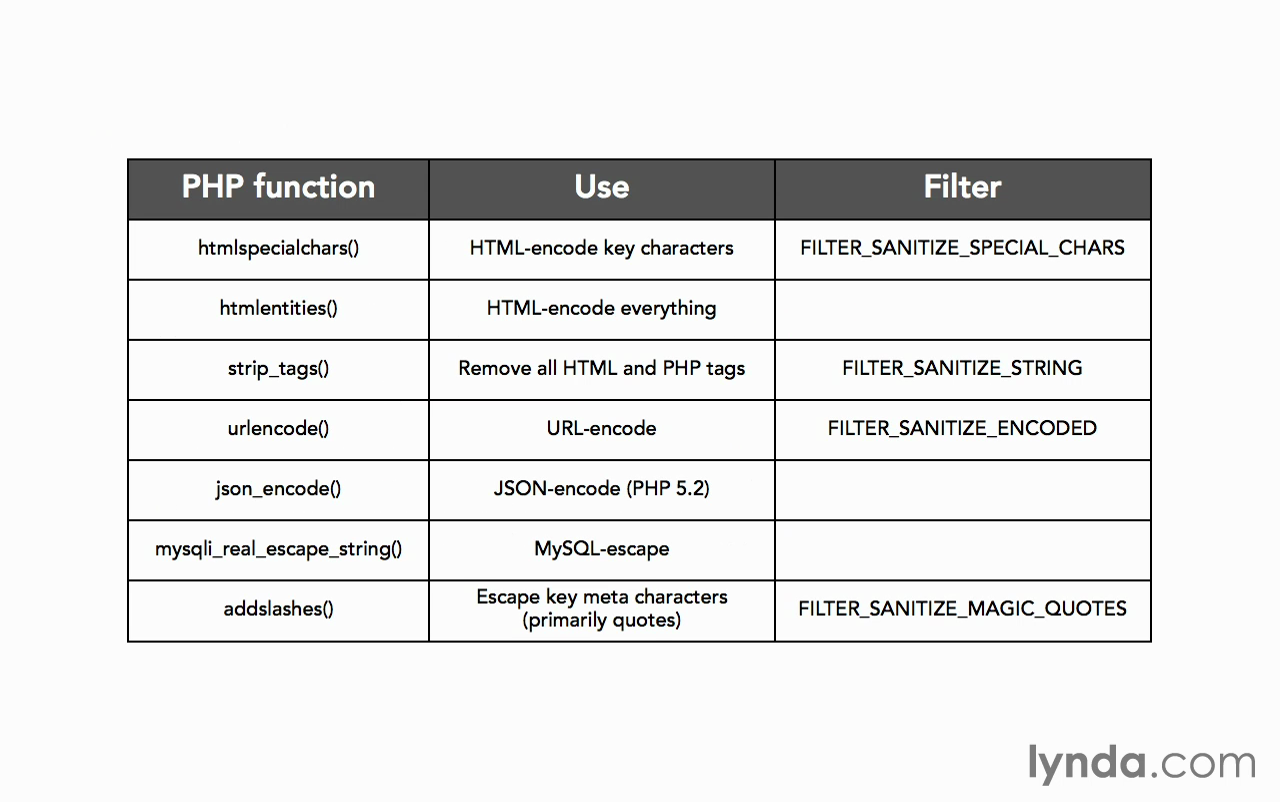 PHP function Use Filter
htmlspecialchars() HTML-encode key characters FILTER_SANITIZE_SPECIAL_CHARS
htmlentities() HTML-encode everything
strip_tags() Remove all HTML and PHP tags FILTER_SANITIZE_STRING
urlencode() URL-encode FILTER_SANITIZE_ENCODED
json_encode() JSON-encode (PHP 5.2)
mysqli_real_escape_string() MySQL-escape
addslashes() Escape key meta characters
(primarily quotes) FILTER_SANITIZE_MAGIC_QUOTES
lynda.com